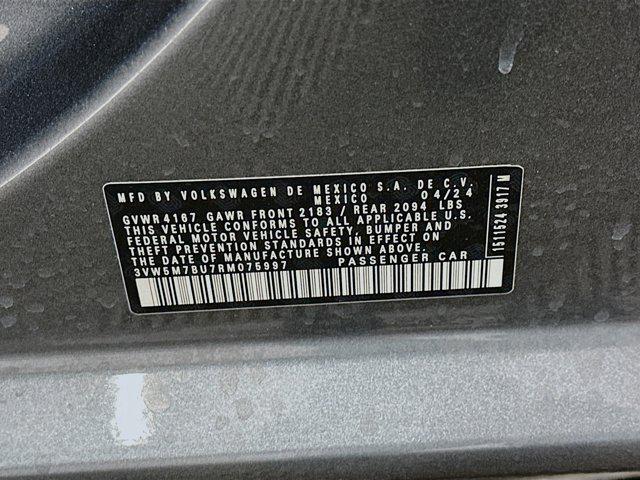 MFD BY VOLKSWAGEN DE MEXICO S.A. DE C.V.
MEXICO 04/24
GVWR 4167 GAWR FRONT 2183 / REAR 2094 LBS
THIS VEHICLE CONFORMS TO ALL APPLICABLE U.S.
FEDERAL MOTOR VEHICLE SAFETY, BUMPER AND
THEFT PREVENTION STANDARDS IN EFFECT ON
THE DATE OF MANUFACTURE SHOWN ABOVE.
3VW5M7BU7RM075997 PASSENGER CAR
1511524 3917 M